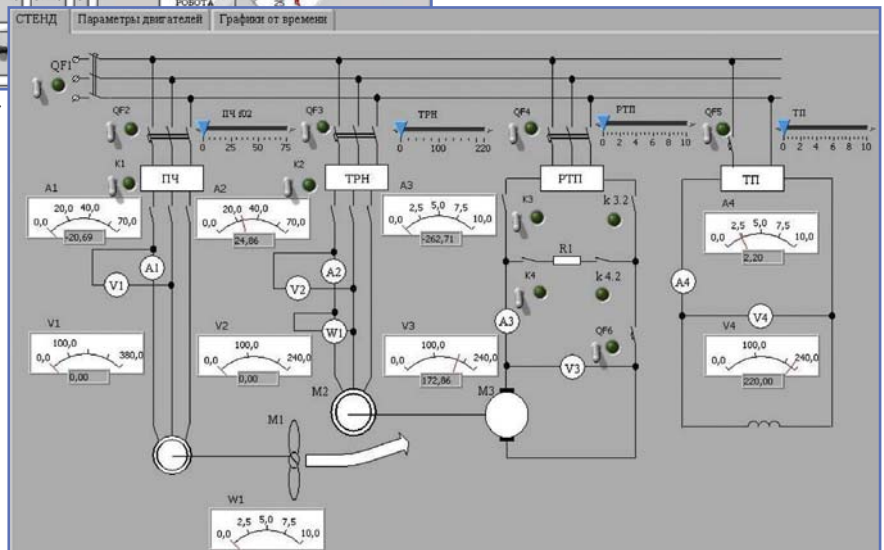 РОБОТА
25
СТЕНД Параметры двигателей Графики от времени
QF1
QF2 ПЧ f02 QF3 ТРН QF4 РТП QF5 ТП
0 25 50 75
0 100 220
0 2 4 6 8 10
0 2 4 6 8 10
K1 K2
ПЧ ТРН РТП ТП
A1 A2 A3 K3 k 3.2 A4
0,0 20,0 40,0 70,0
-20,69
0,0 20,0 40,0 70,0
24,86
0,0 2,5 5,0 7,5 10,0
-262,71
0,0 2,5 5,0 7,5 10,0
2,20
R1
A1 A2 K4 k 4.2 A4
V1 V2
A3 V4
W1 QF6
V1 V2 V3 V4
0,0 100,0 380,0
0,00
0,0 100,0 240,0
0,00
0,0 100,0 240,0
172,86
0,0 100,0 240,0
220,00
V3
M2 M3
M1
W1
0,0 2,5 5,0 7,5 10,0